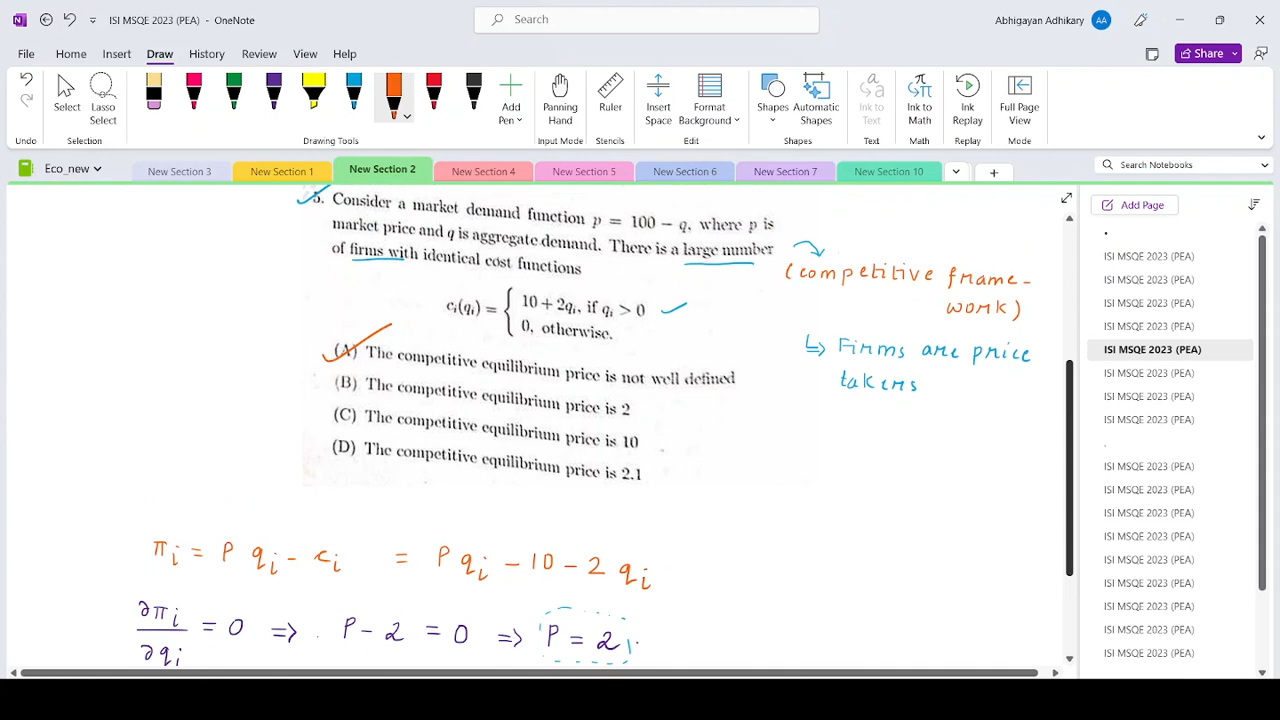 ISI MSQE 2023 (PEA) - OneNote
Search
Abhigayan Adhikary AA
File Home Insert Draw History Review View Help
Share
Undo
Select
Lasso Select
Add Pen
Panning Hand
Ruler
Insert Space
Format Background
Shapes
Automatic Shapes
Ink to Text
Ink to Math
Ink Replay
Full Page View
Undo Selection Drawing Tools Input Mode Stencils Edit Shapes Text Math Replay Mode
Eco_new
New Section 3 New Section 1 New Section 2 New Section 4 New Section 5 New Section 6 New Section 7 New Section 10
Search Notebooks
Add Page
5. Consider a market demand function p = 100 − q, where p is
market price and q is aggregate demand. There is a large number
of firms with identical cost functions
cᵢ(qᵢ) = { 10 + 2qᵢ, if qᵢ > 0
0, otherwise.
(A) The competitive equilibrium price is not well defined
(B) The competitive equilibrium price is 2
(C) The competitive equilibrium price is 10
(D) The competitive equilibrium price is 2.1
(competitive frame-
work)
↳ Firms are price
takers
πᵢ = P qᵢ − cᵢ = P qᵢ − 10 − 2 qᵢ
∂πᵢ/∂qᵢ = 0 ⇒ P − 2 = 0 ⇒ P = 2
.
ISI MSQE 2023 (PEA)
ISI MSQE 2023 (PEA)
ISI MSQE 2023 (PEA)
ISI MSQE 2023 (PEA)
ISI MSQE 2023 (PEA)
ISI MSQE 2023 (PEA)
ISI MSQE 2023 (PEA)
ISI MSQE 2023 (PEA)
.
ISI MSQE 2023 (PEA)
ISI MSQE 2023 (PEA)
ISI MSQE 2023 (PEA)
ISI MSQE 2023 (PEA)
ISI MSQE 2023 (PEA)
ISI MSQE 2023 (PEA)
ISI MSQE 2023 (PEA)
ISI MSQE 2023 (PEA)
ISI MSQE 2023 (PEA)